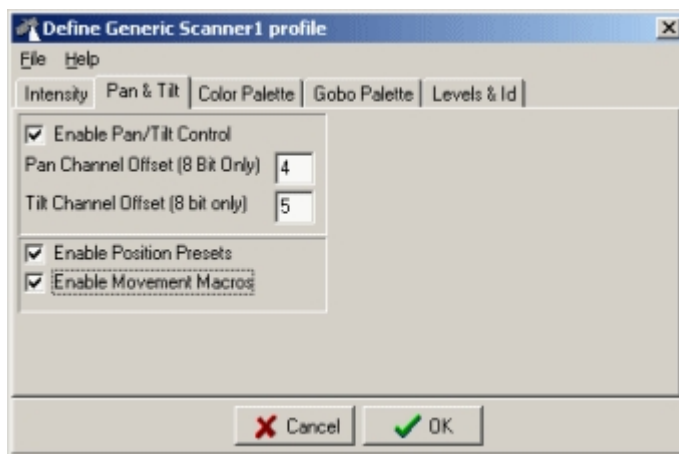 Define Generic Scanner1 profile
File Help
Intensity Pan & Tilt Color Palette Gobo Palette Levels & Id
Enable Pan/Tilt Control
Pan Channel Offset (8 Bit Only) 4
Tilt Channel Offset (8 bit only) 5
Enable Position Presets
Enable Movement Macros
Cancel OK